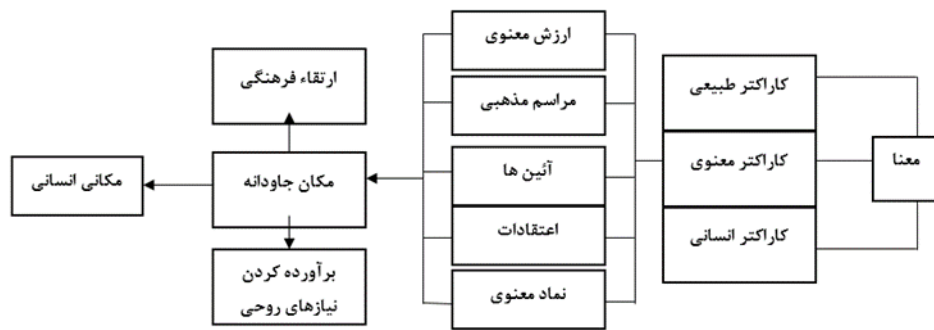 معنا
کاراکتر طبیعی
کاراکتر معنوی
کاراکتر انسانی
ارزش معنوی
مراسم مذهبی
آئین ها
اعتقادات
نماد معنوی
ارتقاء فرهنگی
مکان جاودانه
برآورده کردن
نیازهای روحی
مکانی انسانی